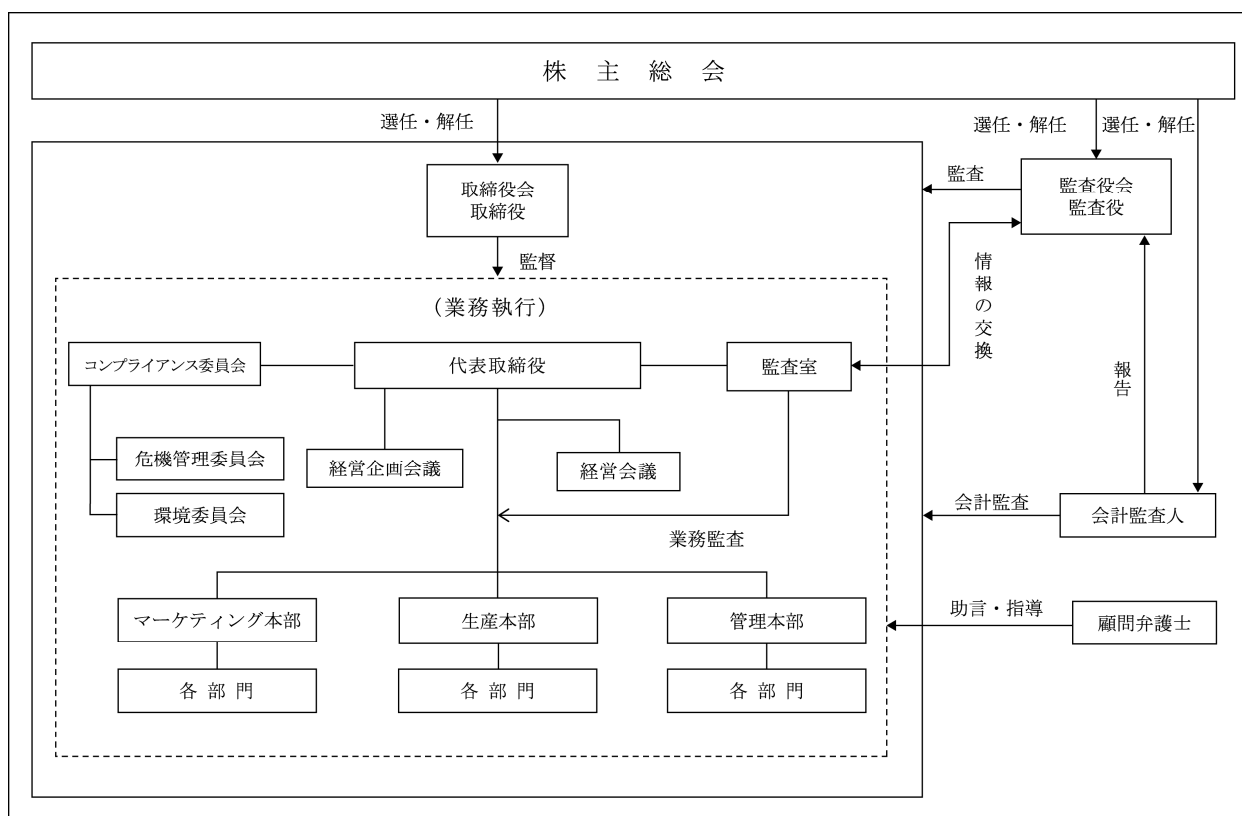 株 主 総 会
選任・解任
選任・解任
選任・解任
取締役会
取締役
監査
監査役会
監査役
監督
情報の交換
(業務執行)
コンプライアンス委員会
代表取締役
監査室
報告
危機管理委員会
経営企画会議
経営会議
環境委員会
会計監査
会計監査人
業務監査
マーケティング本部
生産本部
管理本部
助言・指導
顧問弁護士
各 部 門
各 部 門
各 部 門